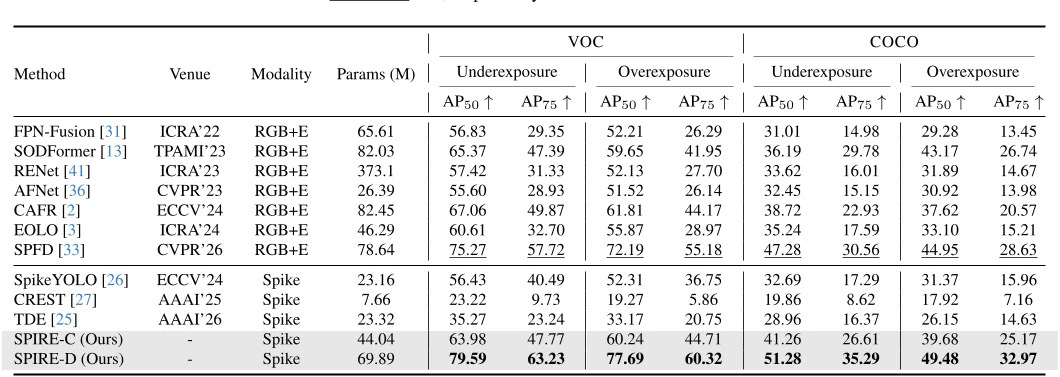 VOC COCO
Method Venue Modality Params (M) Underexposure Overexposure Underexposure Overexposure
AP50 ↑ AP75 ↑ AP50 ↑ AP75 ↑ AP50 ↑ AP75 ↑ AP50 ↑ AP75 ↑
FPN-Fusion [31] ICRA'22 RGB+E 65.61 56.83 29.35 52.21 26.29 31.01 14.98 29.28 13.45
SODFormer [13] TPAMI'23 RGB+E 82.03 65.37 47.39 59.65 41.95 36.19 29.78 43.17 26.74
RENet [41] ICRA'23 RGB+E 373.1 57.42 31.33 52.13 27.70 33.62 16.01 31.89 14.67
AFNet [36] CVPR'23 RGB+E 26.39 55.60 28.93 51.52 26.14 32.45 15.15 30.92 13.98
CAFR [2] ECCV'24 RGB+E 82.45 67.06 49.87 61.81 44.17 38.72 22.93 37.62 20.57
EOLO [3] ICRA'24 RGB+E 46.29 60.61 32.70 55.87 28.97 35.24 17.59 33.10 15.21
SPFD [33] CVPR'26 RGB+E 78.64 75.27 57.72 72.19 55.18 47.28 30.56 44.95 28.63
SpikeYOLO [26] ECCV'24 Spike 23.16 56.43 40.49 52.31 36.75 32.69 17.29 31.37 15.96
CREST [27] AAAI'25 Spike 7.66 23.22 9.73 19.27 5.86 19.86 8.62 17.92 7.16
TDE [25] AAAI'26 Spike 23.32 35.27 23.24 33.17 20.75 28.96 16.37 26.15 14.63
SPIRE-C (Ours) - Spike 44.04 63.98 47.77 60.24 44.71 41.26 26.61 39.68 25.17
SPIRE-D (Ours) - Spike 69.89 79.59 63.23 77.69 60.32 51.28 35.29 49.48 32.97